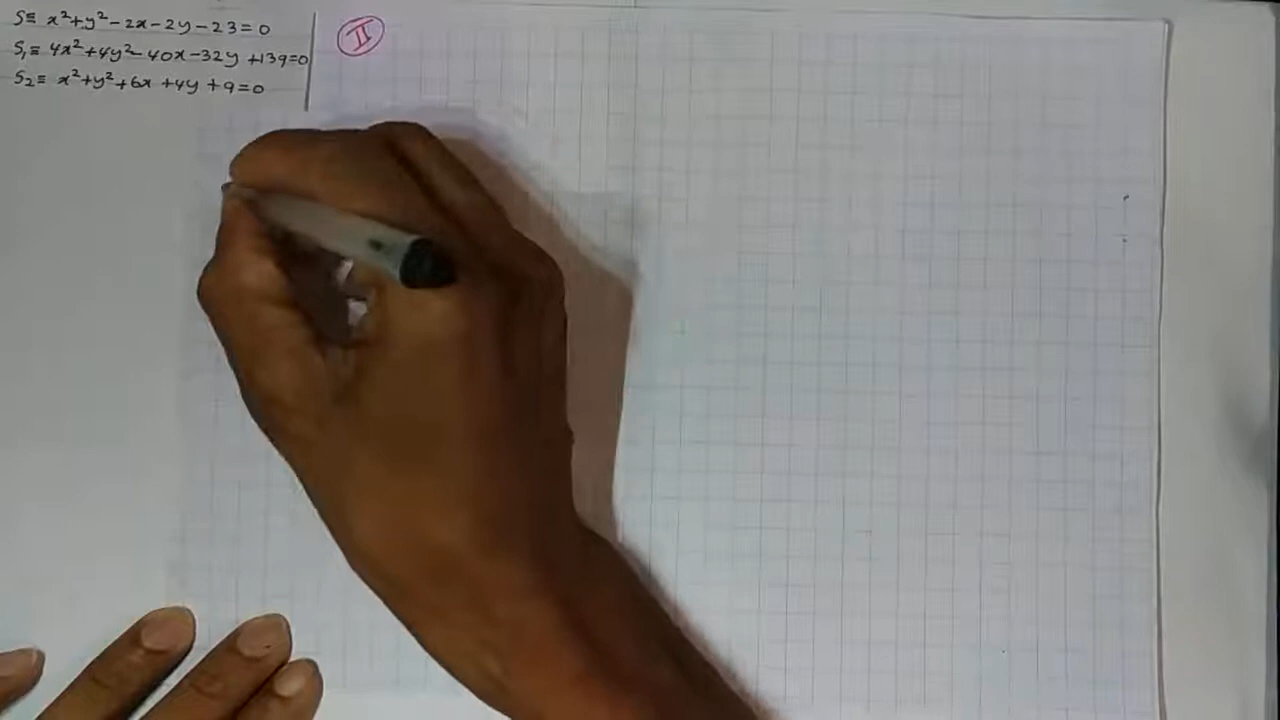 S≡ x²+y²-2x-2y-23=0
S₁≡ 4x²+4y²-40x-32y+139=0
S₂≡ x²+y²+6x+4y+9=0
II